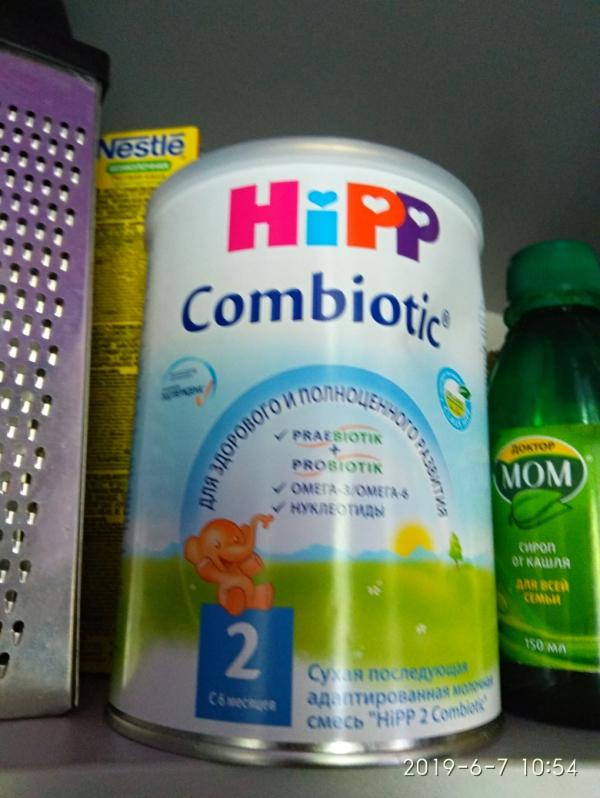 Nestlé
HiPP
Combiotic®
ДЛЯ ЗДОРОВОГО И ПОЛНОЦЕННОГО РАЗВИТИЯ
✓ PRAEBIOTIK
+
PROBIOTIK
✓ ОМЕГА-3/ОМЕГА-6
✓ НУКЛЕОТИДЫ
2
С 6 месяцев
Сухая последующая
адаптированная молочная
смесь "HiPP 2 Combiotic"
ДОКТОР
МОМ
СИРОП
ОТ КАШЛЯ
ДЛЯ ВСЕЙ
СЕМЬИ
150 мл
2019-6-7 10:54